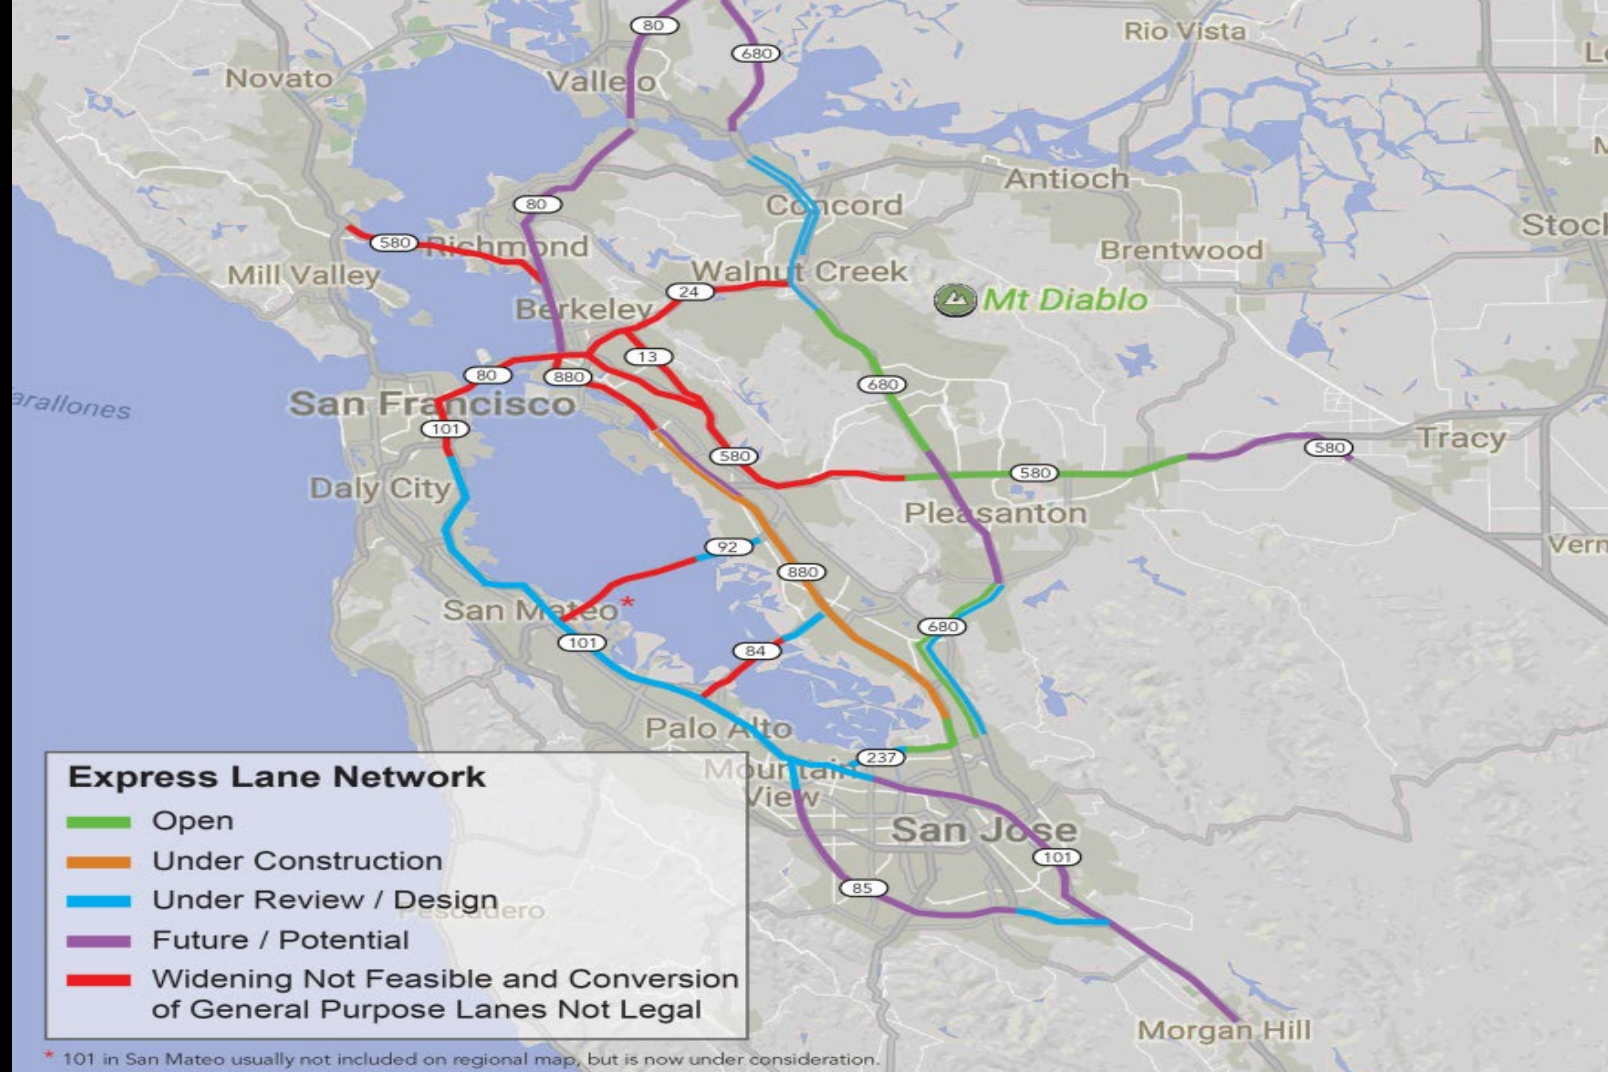 80
680
Rio Vista
Novato
Vallejo
Antioch
Concord
80
Stock
580
Richmond
Brentwood
Mill Valley
Walnut Creek
24
Mt Diablo
Berkeley
13
80
880
680
arallones
San Francisco
101
Tracy
580
580
580
Daly City
Pleasanton
92
Vern
880
San Mateo *
680
101
84
Palo Alto
237
Mountain
View
San Jose
101
85
Express Lane Network
Open
Under Construction
Under Review / Design
Pescadero
Future / Potential
Widening Not Feasible and Conversion
of General Purpose Lanes Not Legal
Morgan Hill
* 101 in San Mateo usually not included on regional map, but is now under consideration.